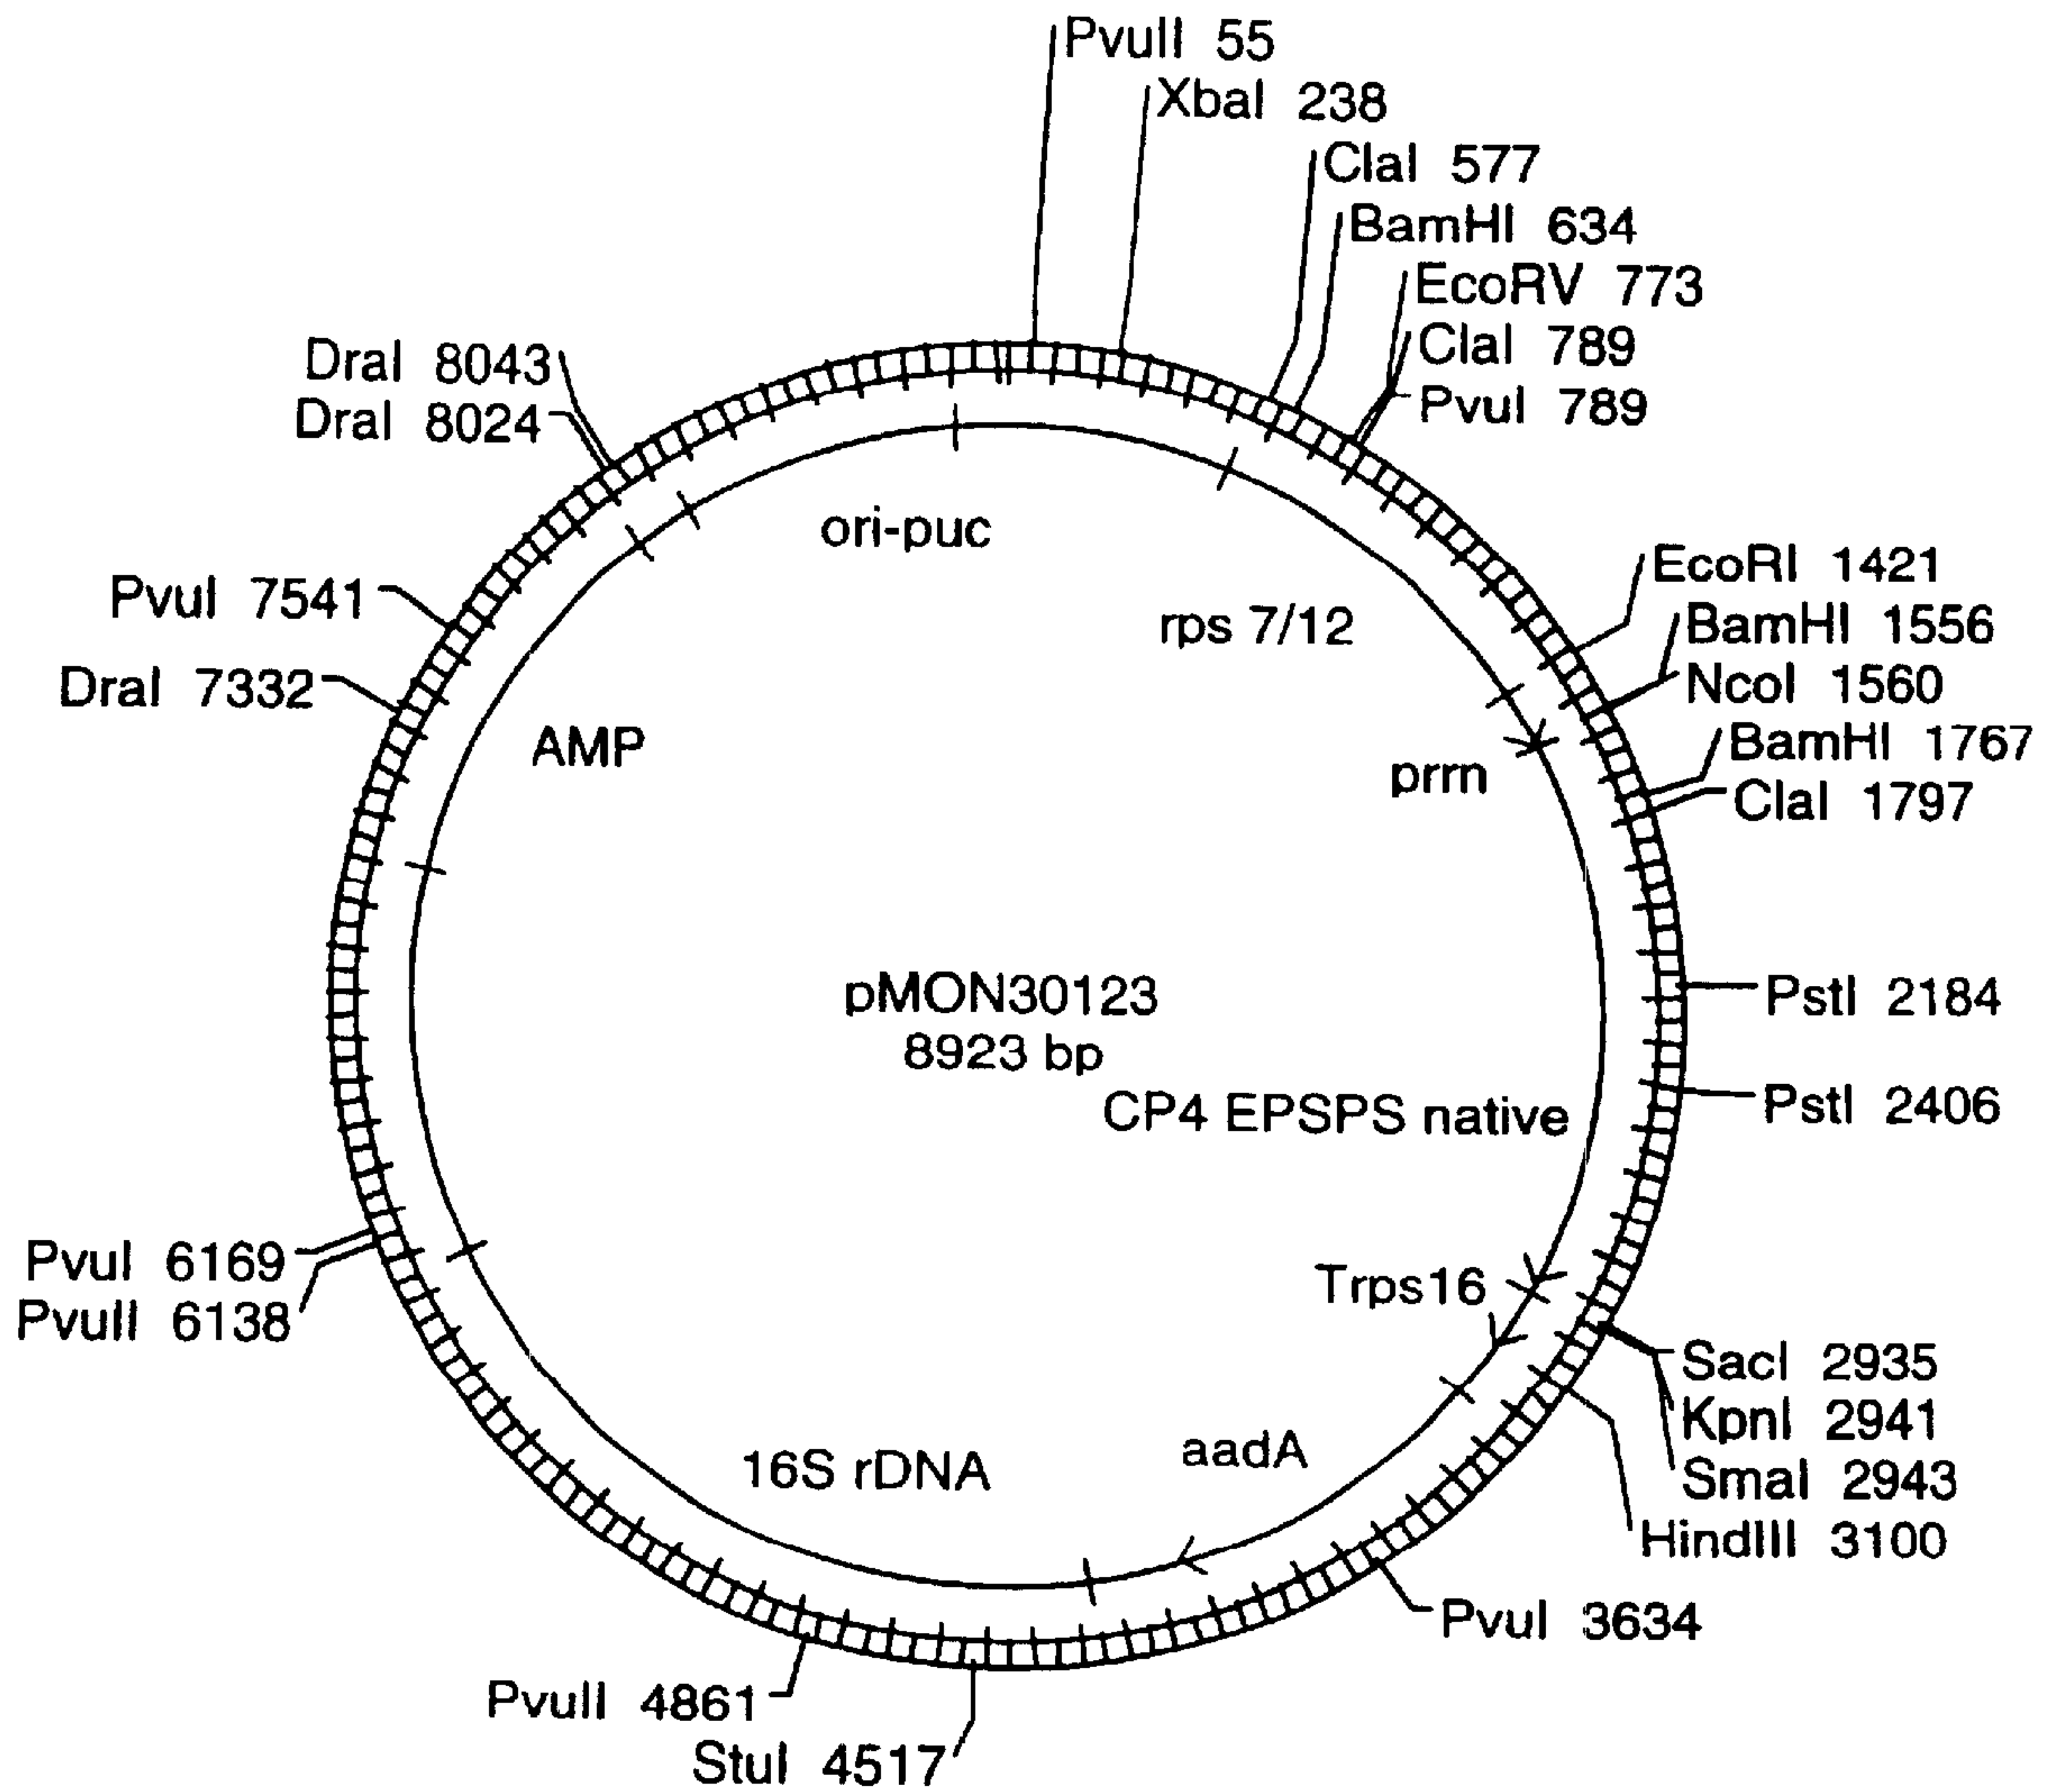 PvuII 55
XbaI 238
ClaI 577
BamHI 634
EcoRV 773
ClaI 789
PvuI 789
DraI 8043
DraI 8024
ori-puc
EcoRI 1421
BamHI 1556
NcoI 1560
BamHI 1767
ClaI 1797
PvuI 7541
DraI 7332
rps 7/12
AMP
prrn
pMON30123
8923 bp
PstI 2184
PstI 2406
CP4 EPSPS native
PvuI 6169
PvuII 6138
Trps16
SacI 2935
KpnI 2941
SmaI 2943
HindIII 3100
aadA
16S rDNA
PvuI 3634
PvuII 4861
StuI 4517